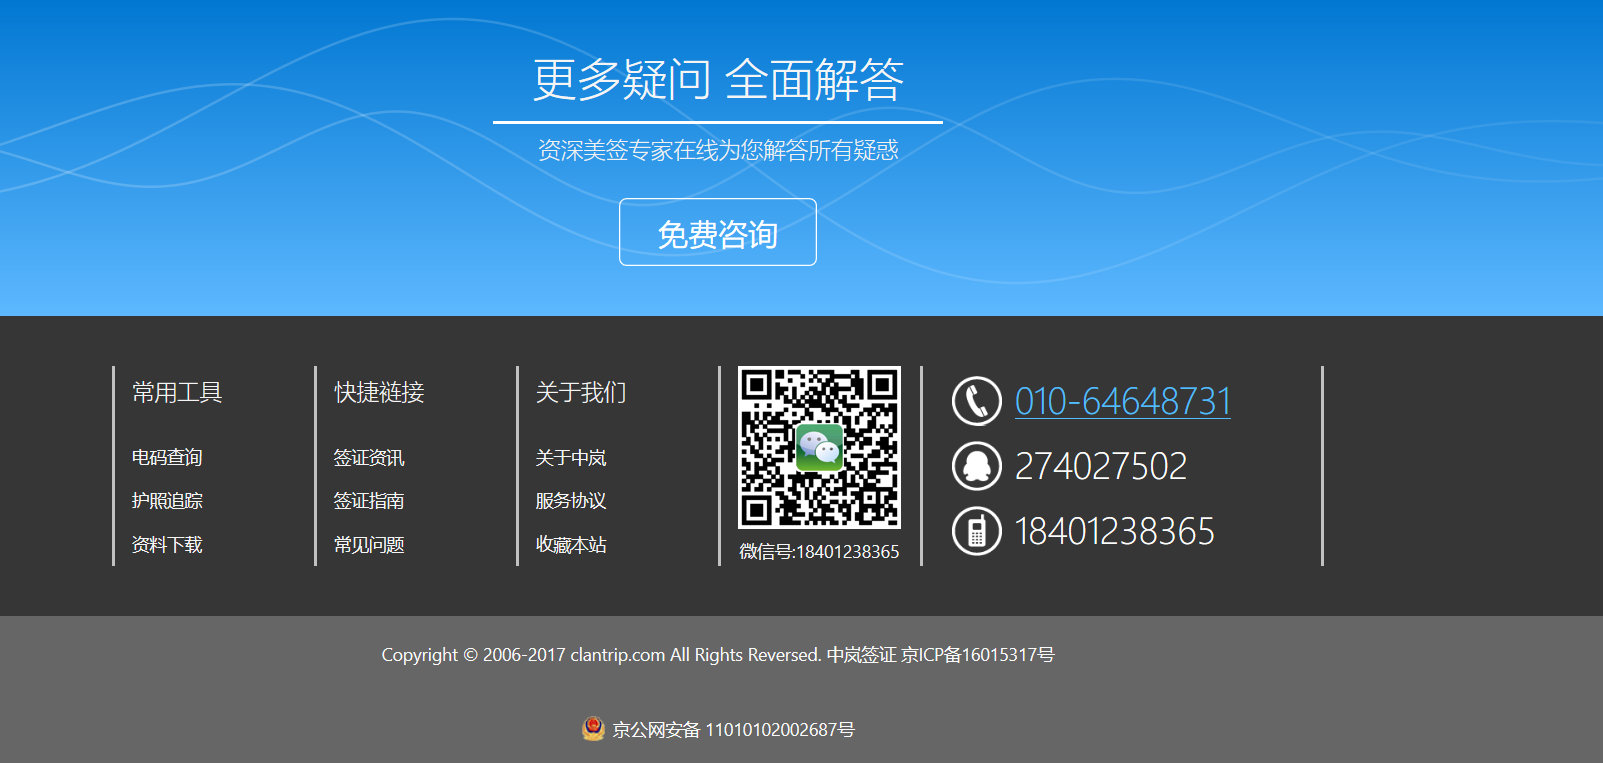 更多疑问 全面解答
资深美签专家在线为您解答所有疑惑
免费咨询
常用工具
电码查询
护照追踪
资料下载
快捷链接
签证资讯
签证指南
常见问题
关于我们
关于中岚
服务协议
收藏本站
微信号:18401238365
010-64648731
274027502
18401238365
Copyright © 2006-2017 clantrip.com All Rights Reversed. 中岚签证 京ICP备16015317号
京公网安备 11010102002687号